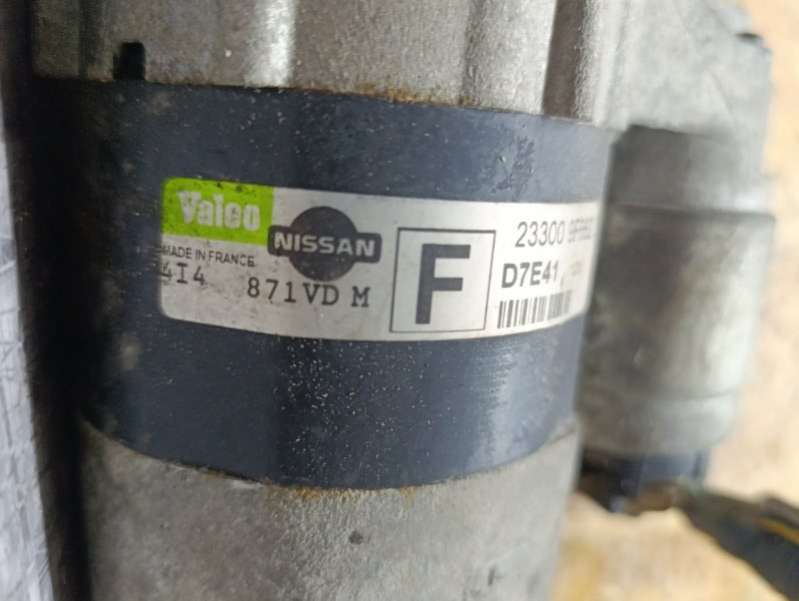 Valeo
NISSAN
MADE IN FRANCE
4I4 871VD M
F
23300
D7E41